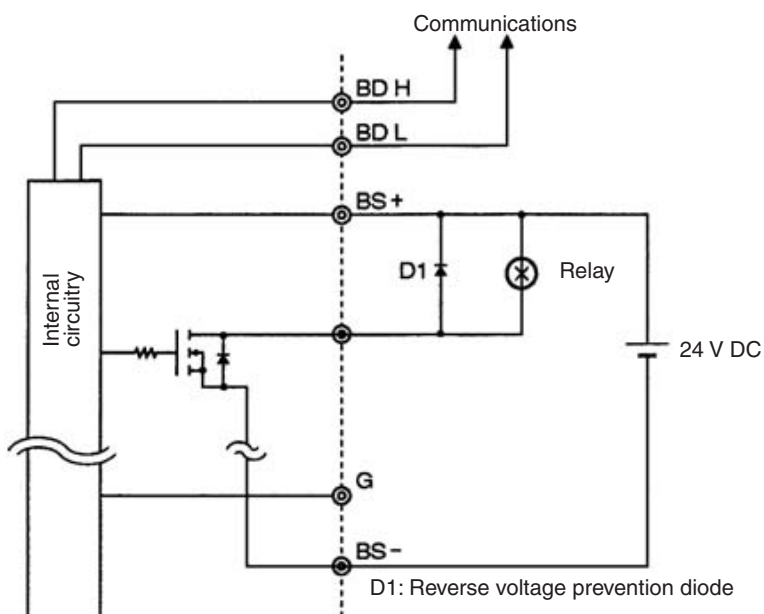 Communications
BD H
BD L
BS+
D1
Relay
Internal
circuitry
24 V DC
G
BS-
D1: Reverse voltage prevention diode